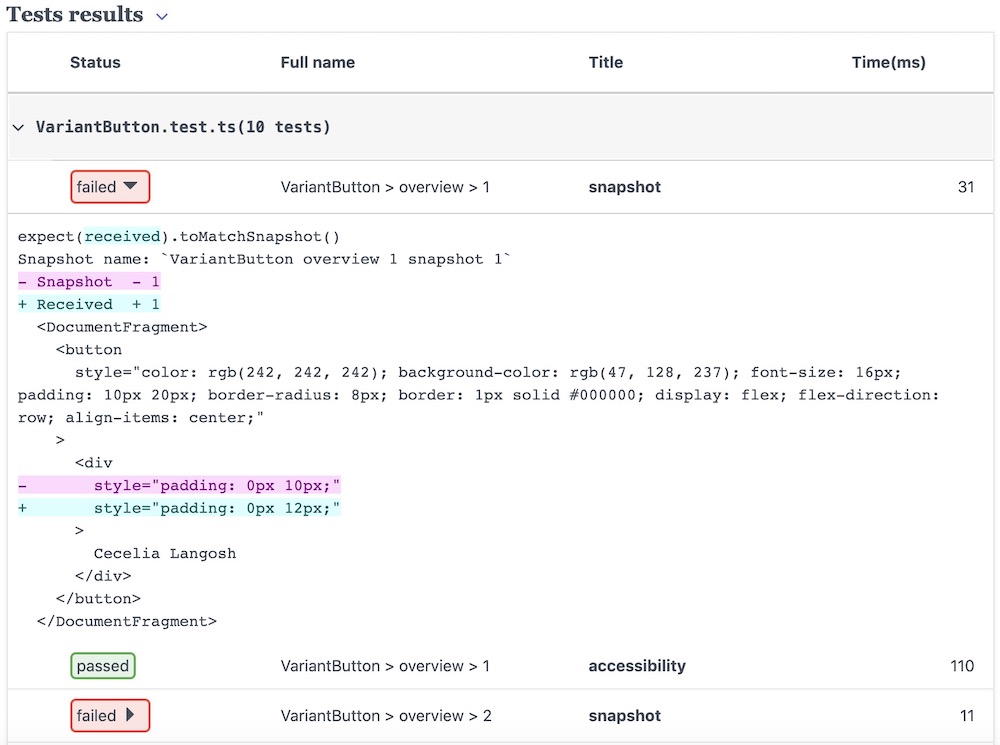 Tests results
Status Full name Title Time(ms)
VariantButton.test.ts(10 tests)
failed VariantButton > overview > 1 snapshot 31
expect(received).toMatchSnapshot()
Snapshot name: `VariantButton overview 1 snapshot 1`
- Snapshot  - 1
+ Received  + 1
  <DocumentFragment>
    <button
      style="color: rgb(242, 242, 242); background-color: rgb(47, 128, 237); font-size: 16px;
padding: 10px 20px; border-radius: 8px; border: 1px solid #000000; display: flex; flex-direction:
row; align-items: center;"
    >
      <div
-       style="padding: 0px 10px;"
+       style="padding: 0px 12px;"
      >
        Cecelia Langosh
      </div>
    </button>
  </DocumentFragment>
passed VariantButton > overview > 1 accessibility 110
failed VariantButton > overview > 2 snapshot 11